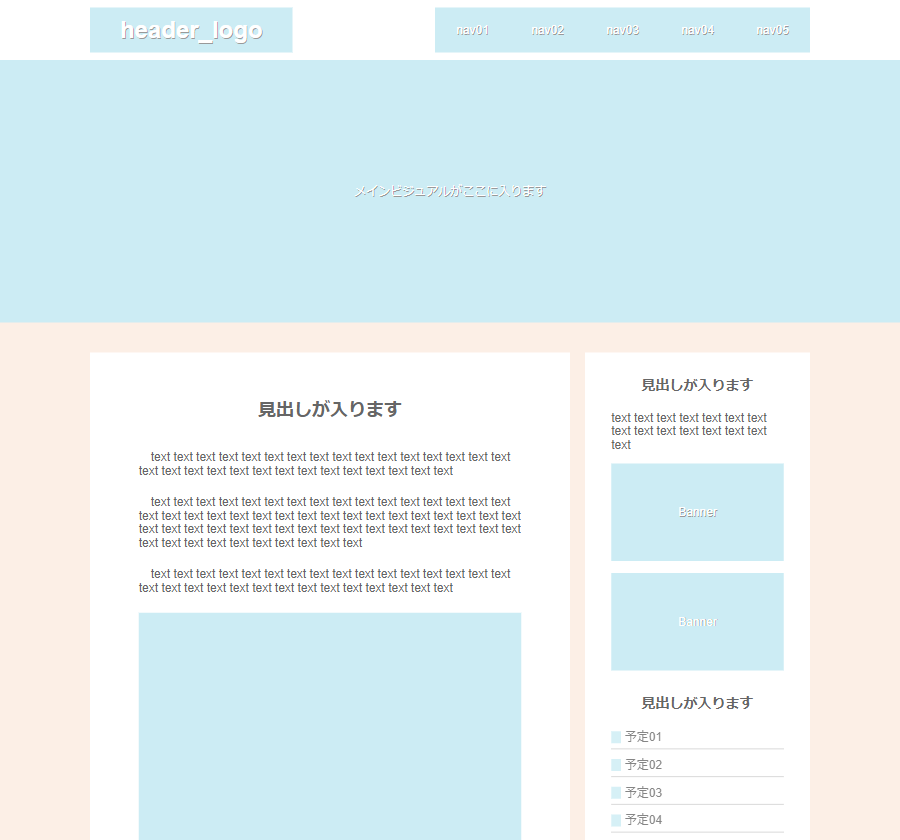 header_logo
nav01 nav02 nav03 nav04 nav05
メインビジュアルがここに入ります
見出しが入ります
text text text text text text text text text text text text text text text text
text text text text text text text text text text text text text text
text text text text text text text text text text text text text text text text
text text text text text text text text text text text text text text text text text
text text text text text text text text text text text text text text text text text
text text text text text text text text text text
text text text text text text text text text text text text text text text text
text text text text text text text text text text text text text text
見出しが入ります
text text text text text text text
text text text text text text text
text
Banner
Banner
見出しが入ります
予定01
予定02
予定03
予定04